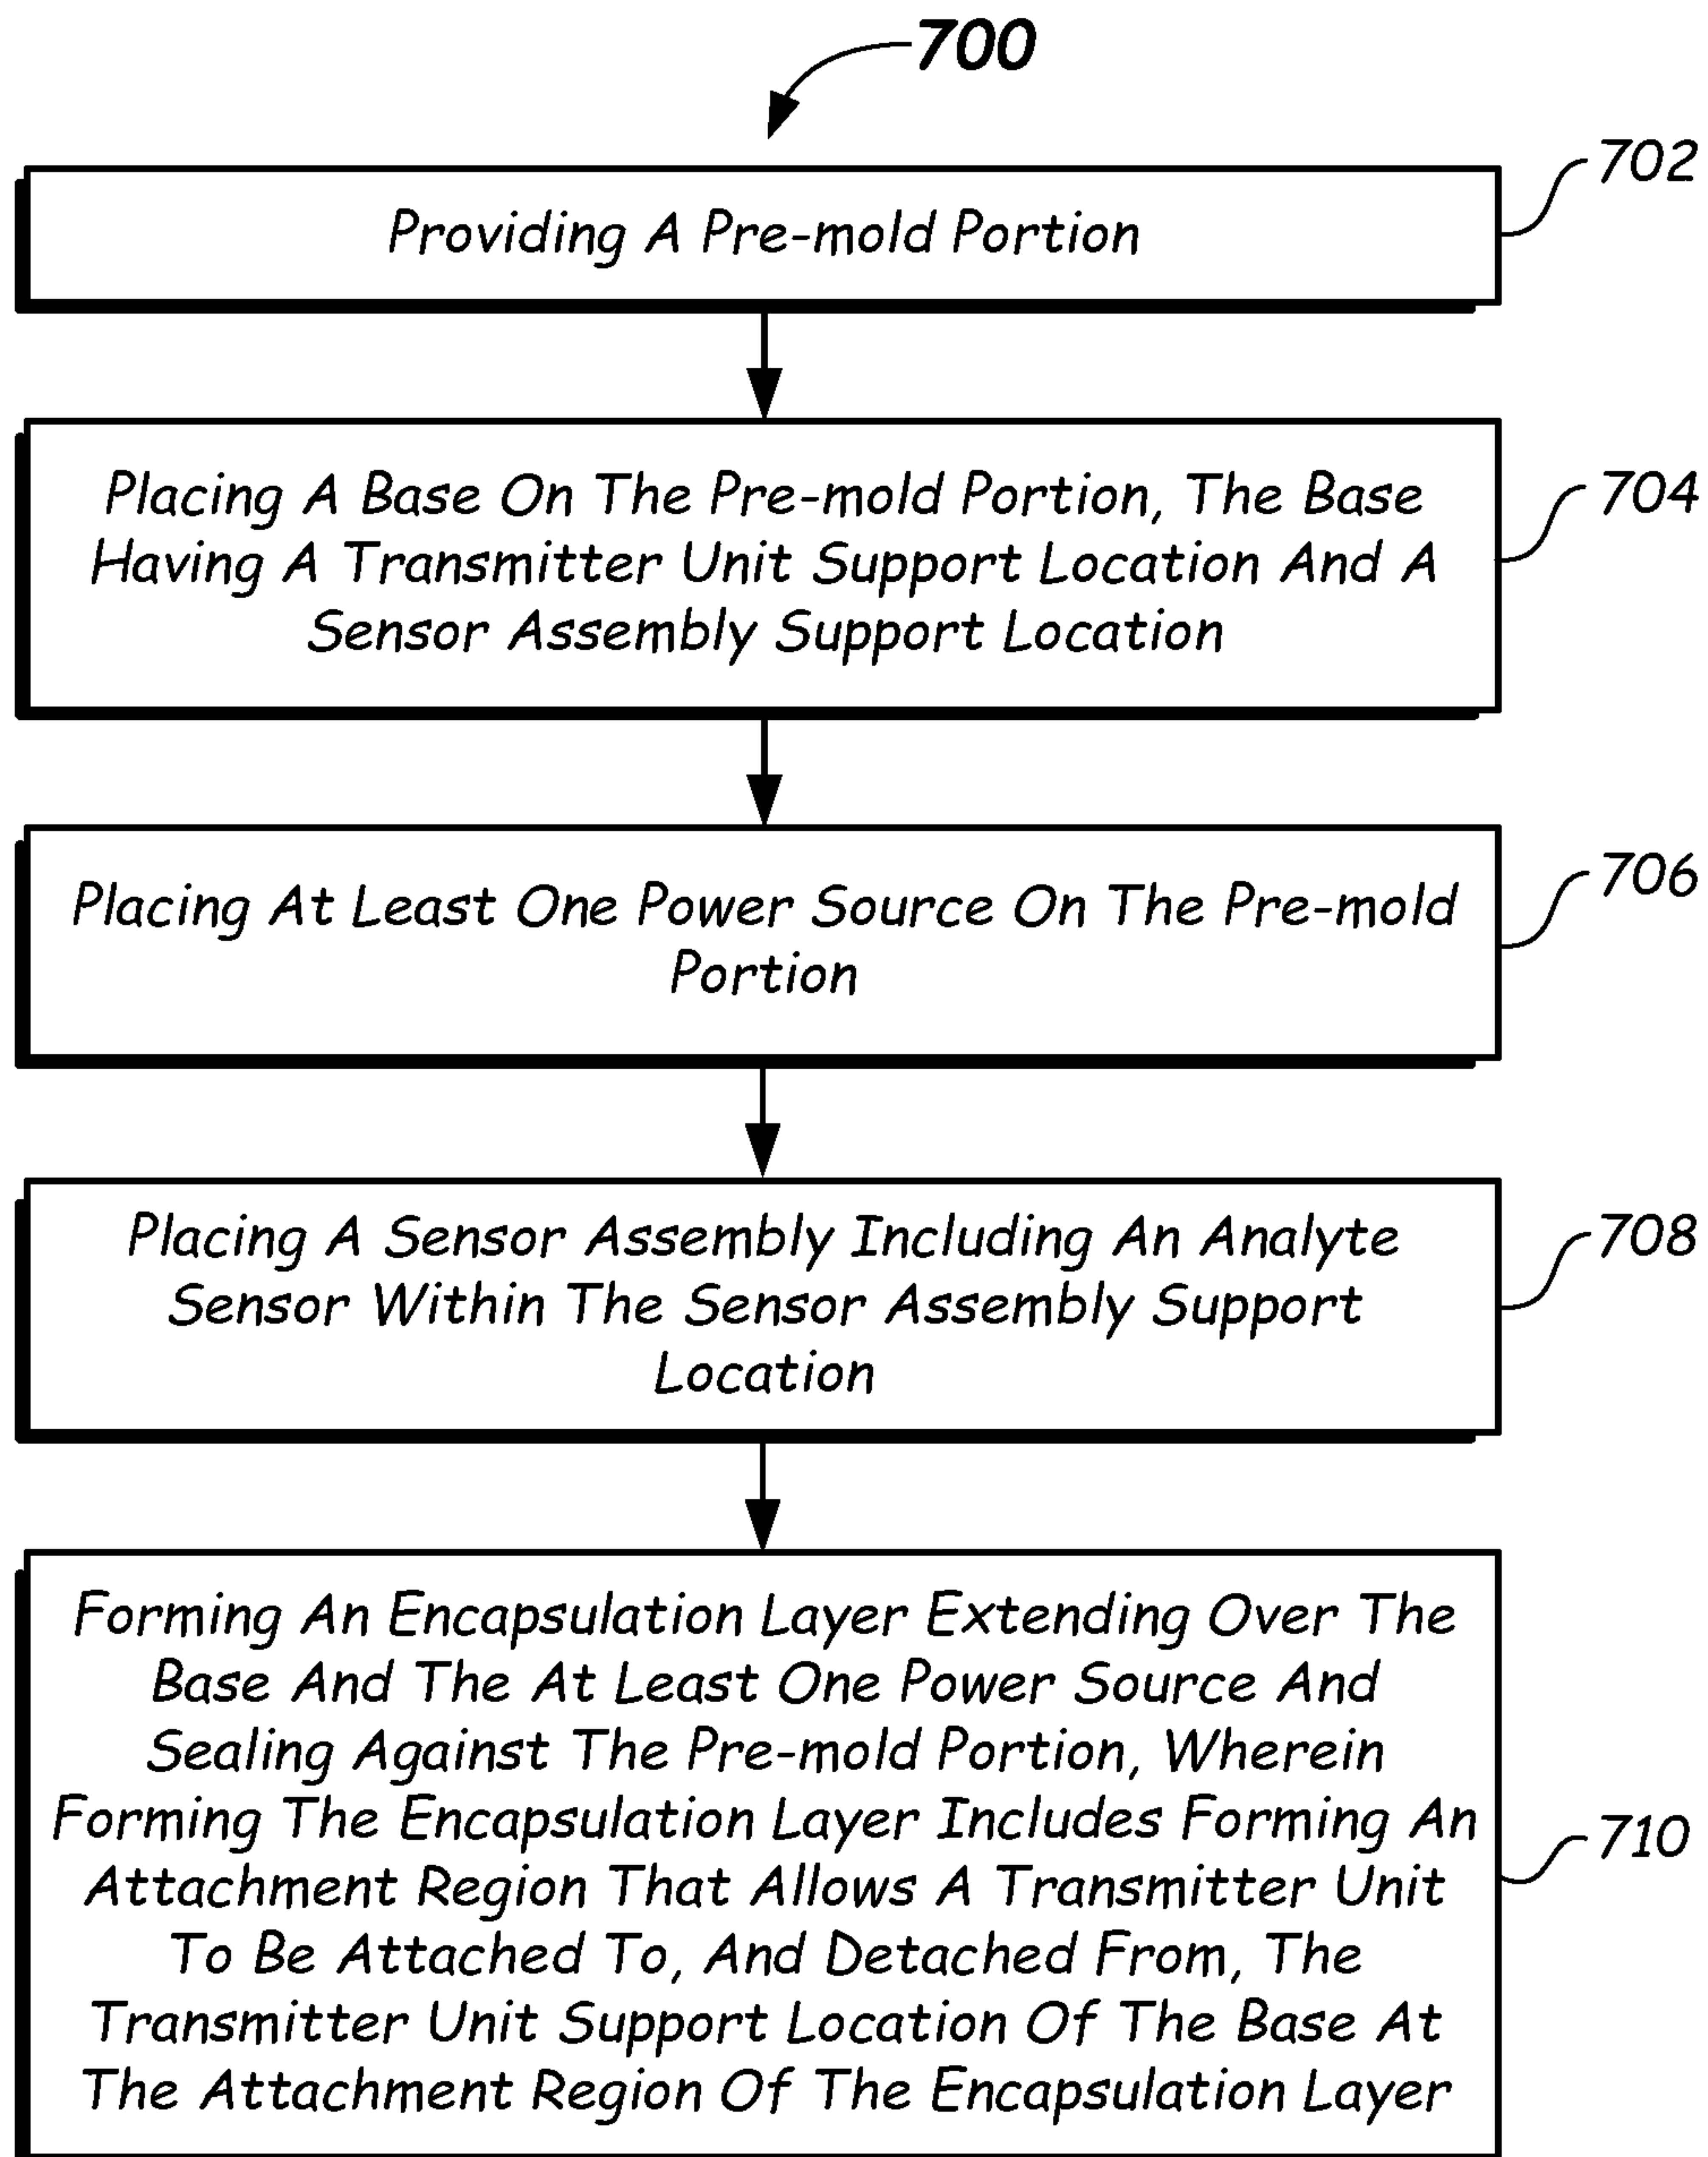 700
702
Providing A Pre-mold Portion
704
Placing A Base On The Pre-mold Portion, The Base
Having A Transmitter Unit Support Location And A
Sensor Assembly Support Location
706
Placing At Least One Power Source On The Pre-mold
Portion
708
Placing A Sensor Assembly Including An Analyte
Sensor Within The Sensor Assembly Support
Location
Forming An Encapsulation Layer Extending Over The
Base And The At Least One Power Source And
Sealing Against The Pre-mold Portion, Wherein
Forming The Encapsulation Layer Includes Forming An
710
Attachment Region That Allows A Transmitter Unit
To Be Attached To, And Detached From, The
Transmitter Unit Support Location Of The Base At
The Attachment Region Of The Encapsulation Layer